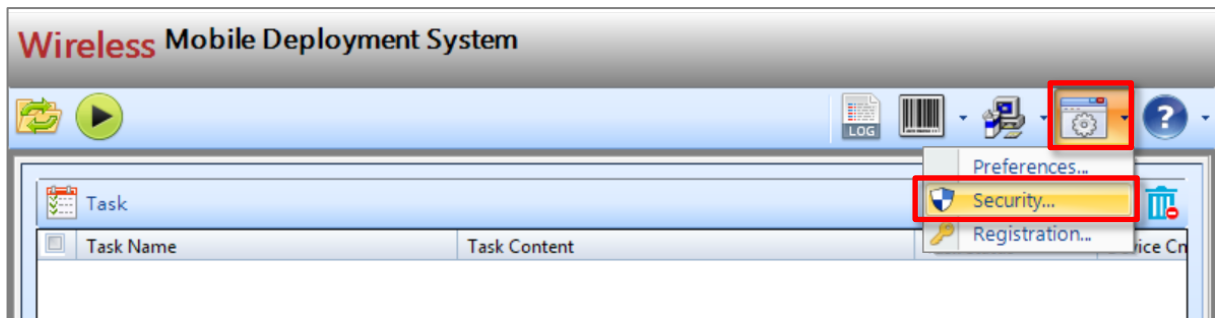 Wireless Mobile Deployment System
LOG
?
Preferences...
Task
Security...
Registration...
Task Name Task Content vice Cn